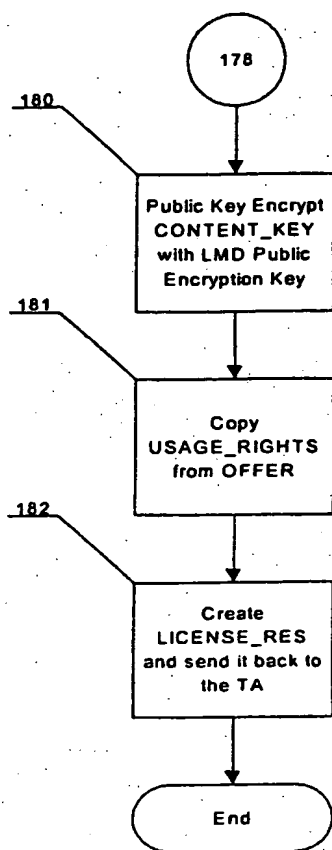 178
180
Public Key Encrypt
CONTENT_KEY
with LMD Public
Encryption Key
181
Copy
USAGE_RIGHTS
from OFFER
182
Create
LICENSE_RES
and send it back to
the TA
End